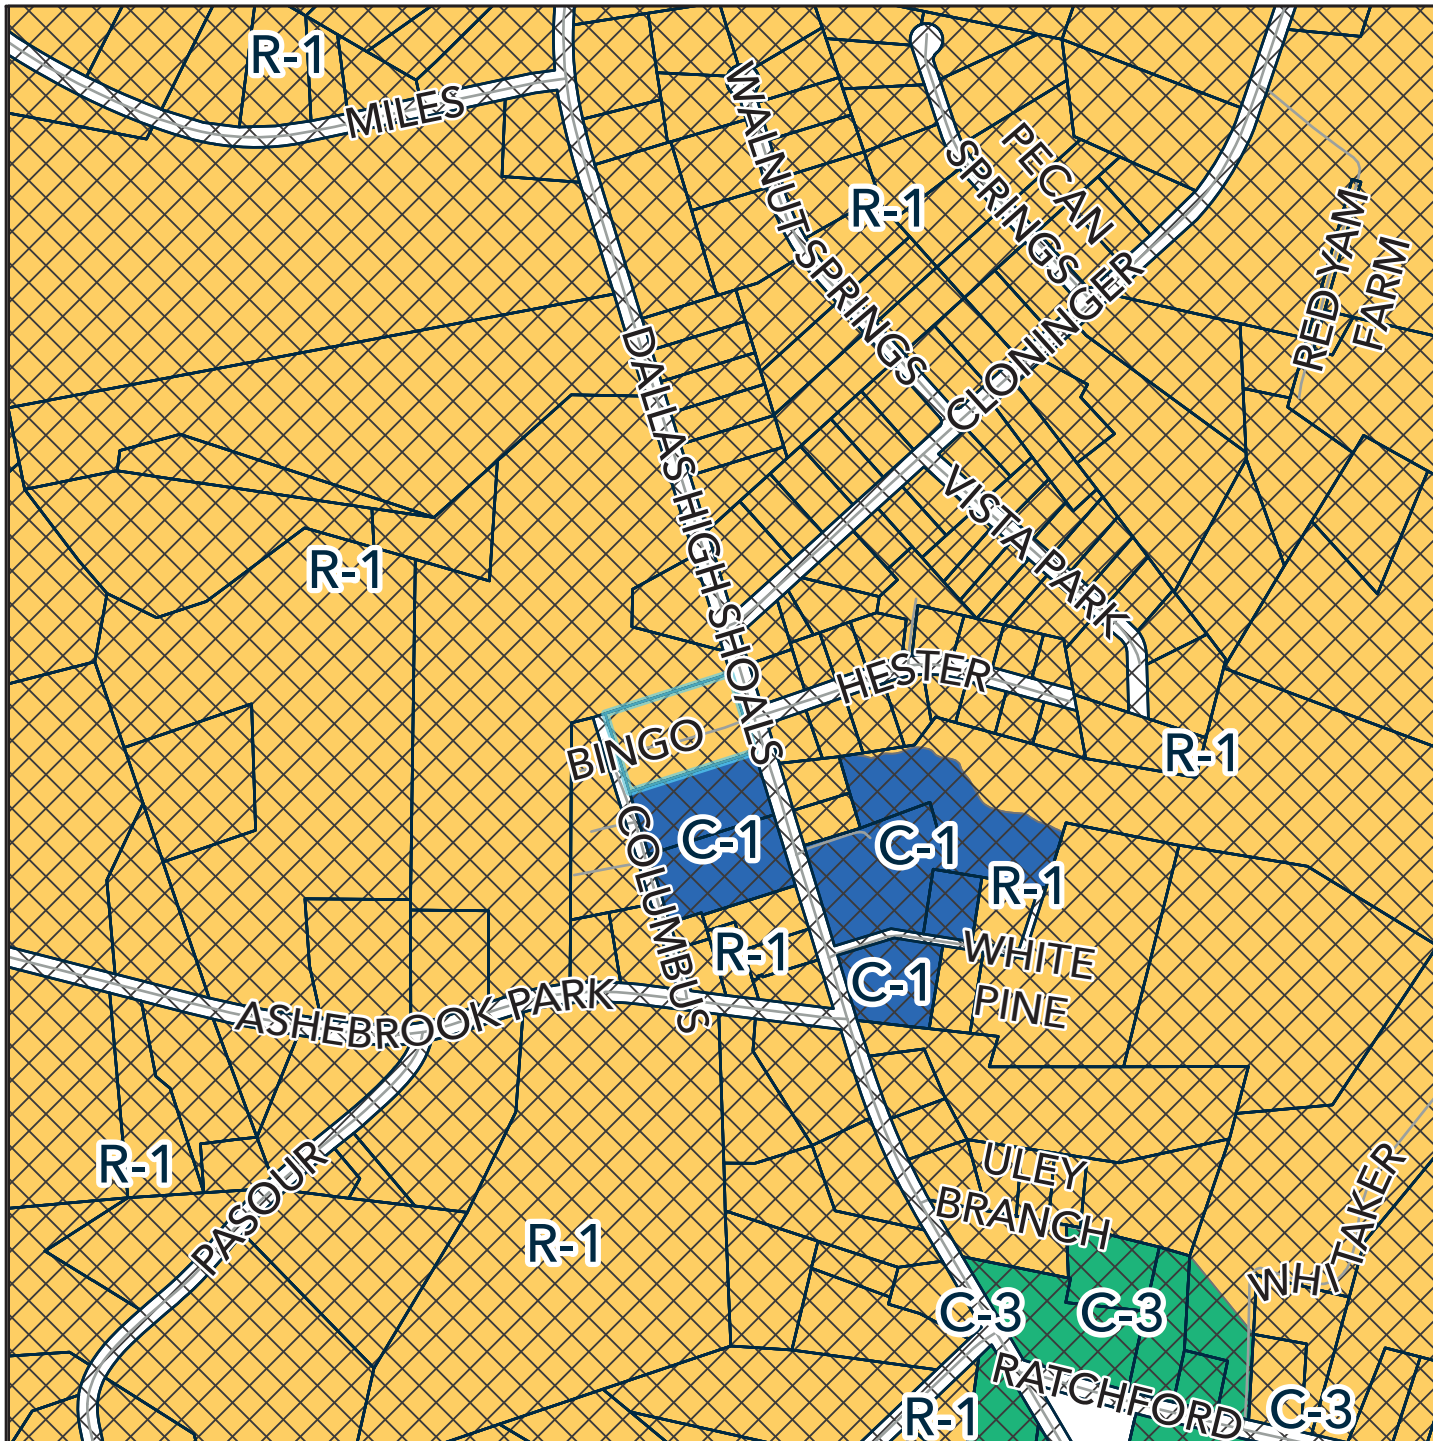 R-1
MILES
WALNUT SPRINGS
PECAN
SPRINGS
R-1
CLONINGER
RED YAM
FARM
DALLAS HIGH SHOALS
VISTA PARK
R-1
HESTER
BINGO
R-1
COLUMBUS
C-1
C-1
R-1
R-1
WHITE
PINE
C-1
ASHEBROOK PARK
R-1
PASOUR
ULEY
BRANCH
WHITAKER
R-1
C-3
C-3
RATCHFORD
R-1
C-3